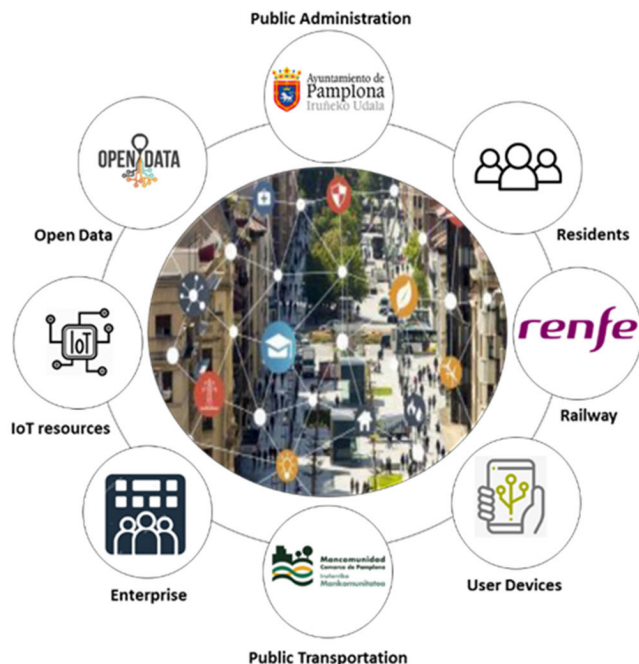 Public Administration
Ayuntamiento de
Pamplona
Iruñeko Udala
OPEN DATA
Open Data
Residents
IoT
renfe
IoT resources
Railway
Enterprise
User Devices
Mancomunidad
Comarca de Pamplona
Iruñerriko
Mankomunitatea
Public Transportation